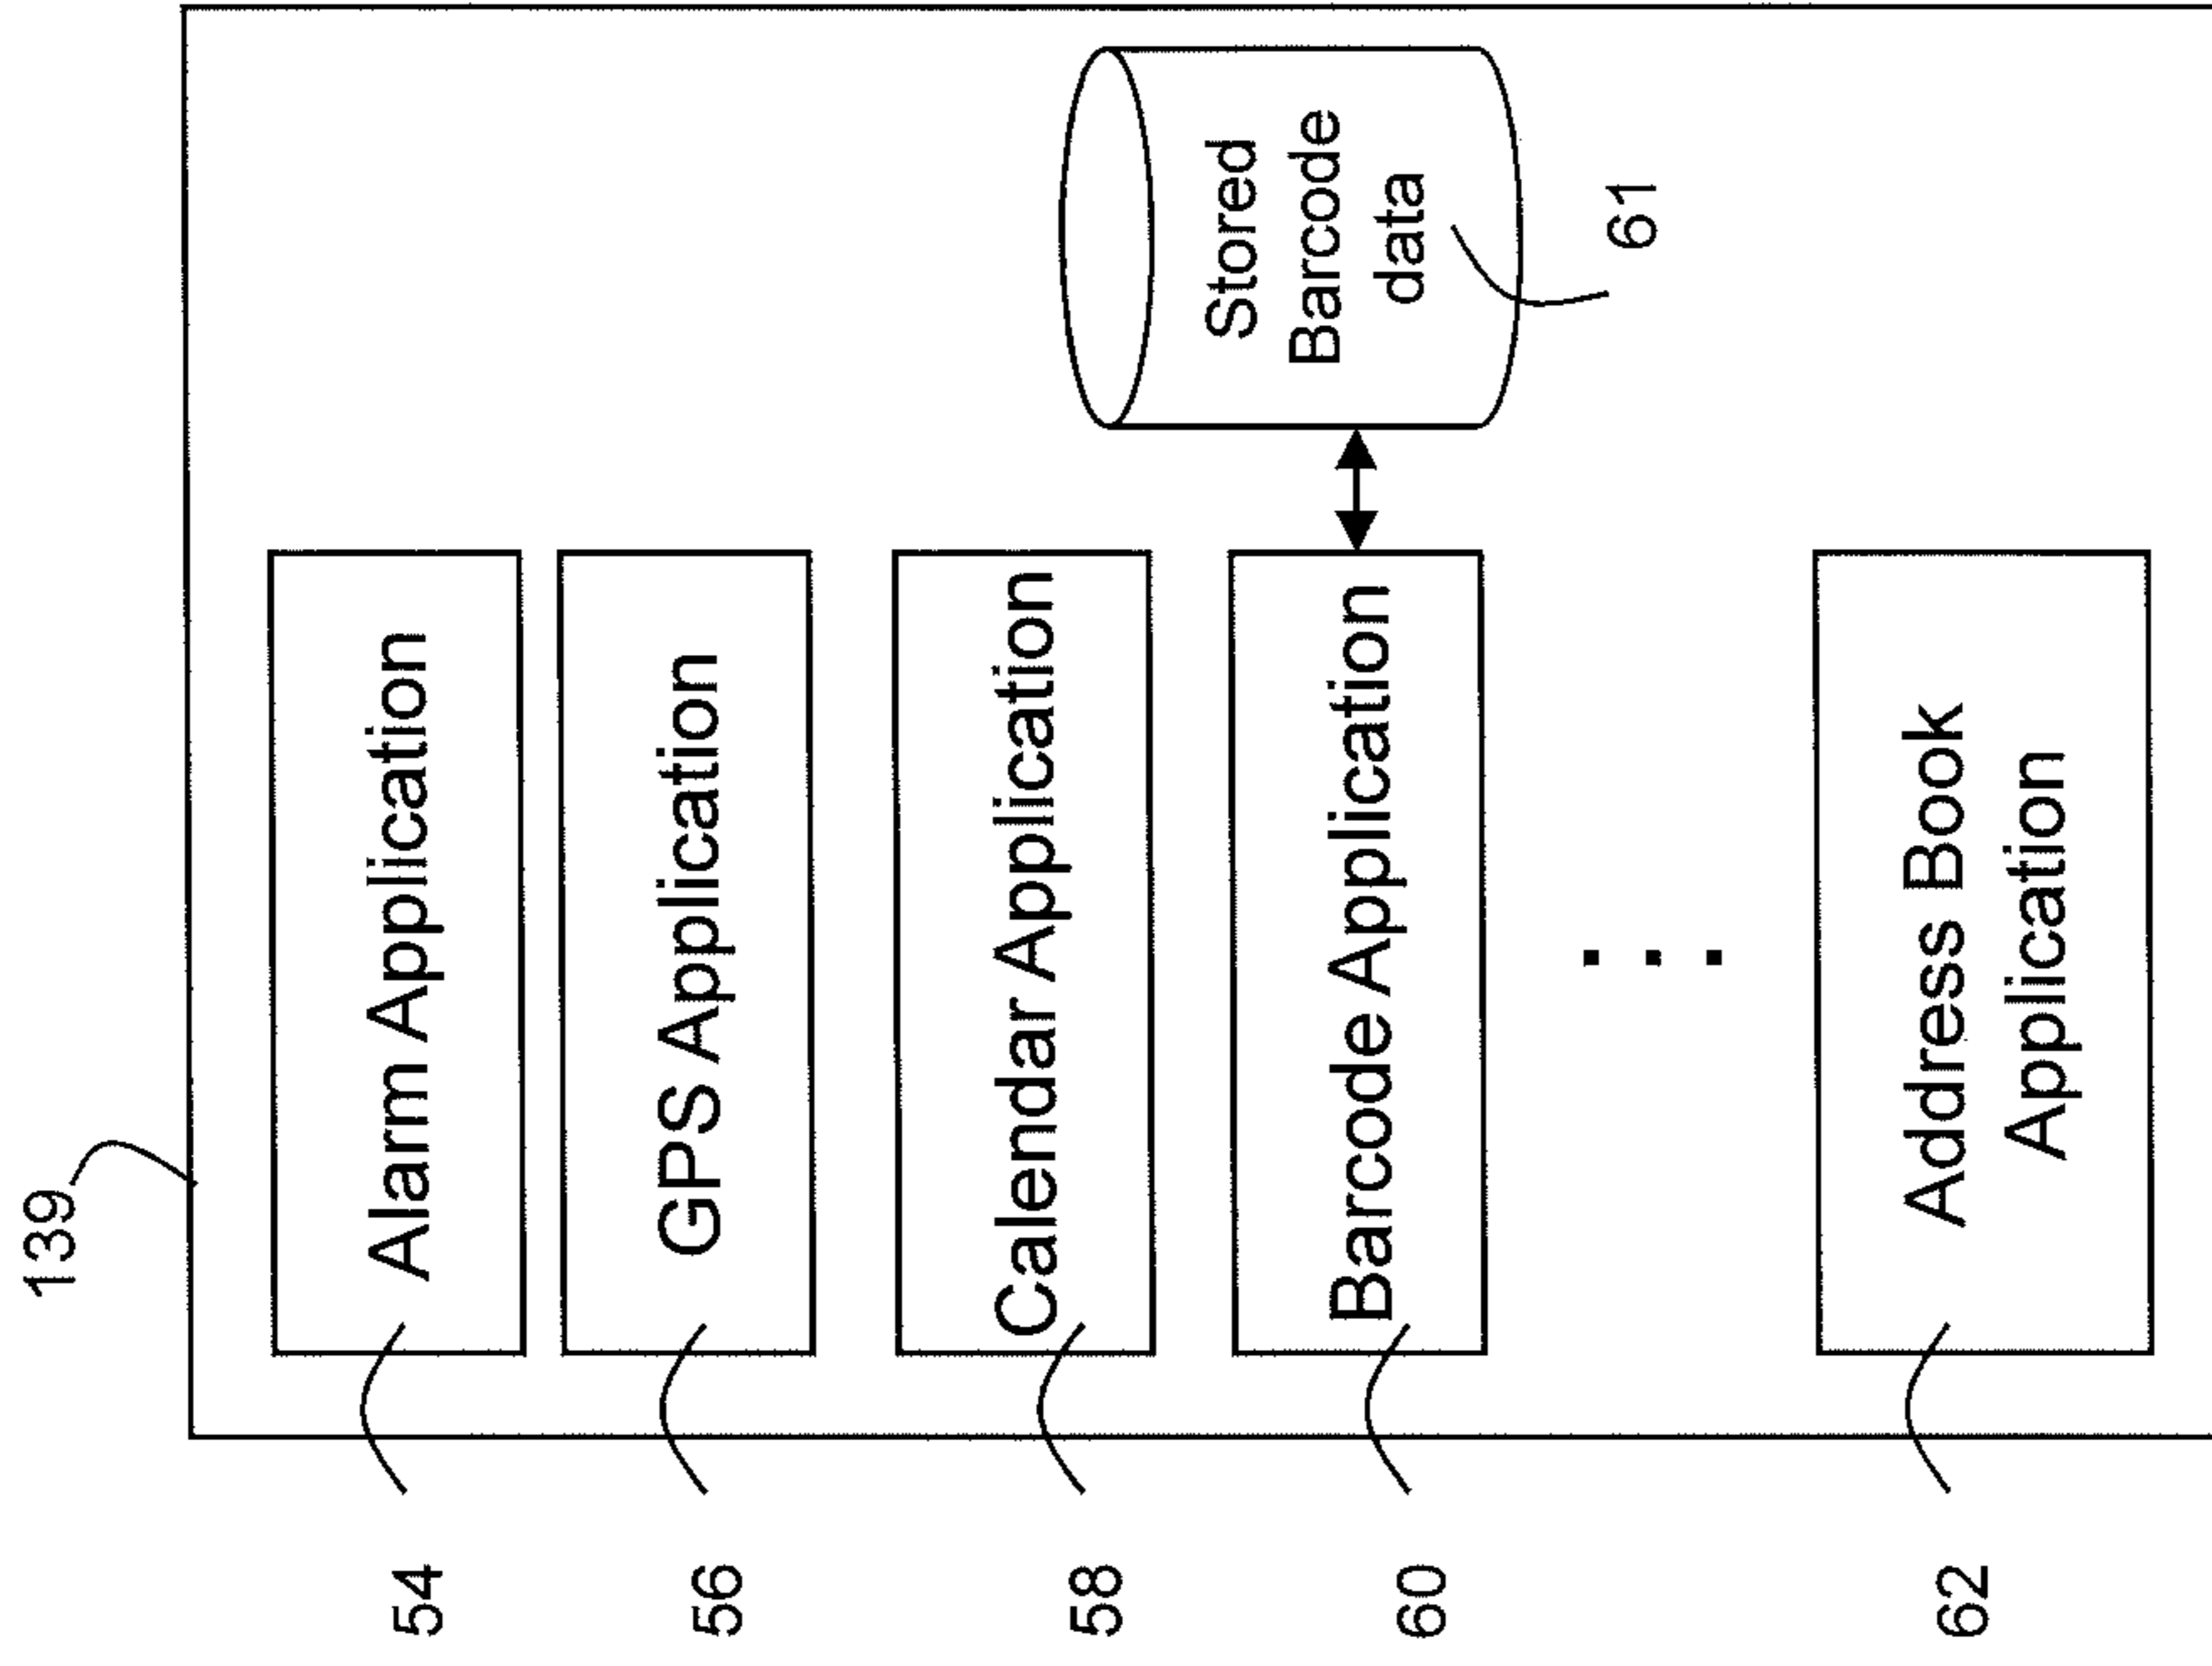 139
54
Alarm Application
56
GPS Application
58
Calendar Application
60
Barcode Application
Stored
Barcode
data
61
. . .
62
Address Book
Application